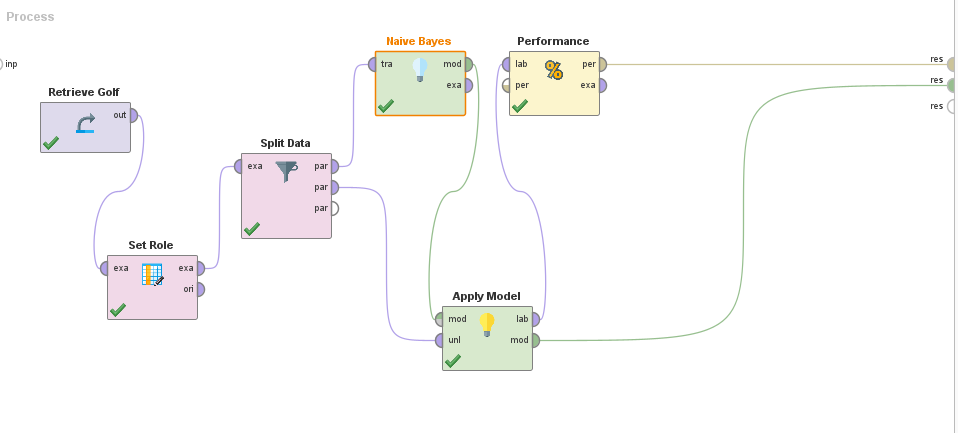 Process
inp
Retrieve Golf
out
Set Role
exa exa
ori
Split Data
exa par
par
par
Naive Bayes
tra mod
exa
Performance
lab % per
per exa
Apply Model
mod lab
unl mod
res
res
res